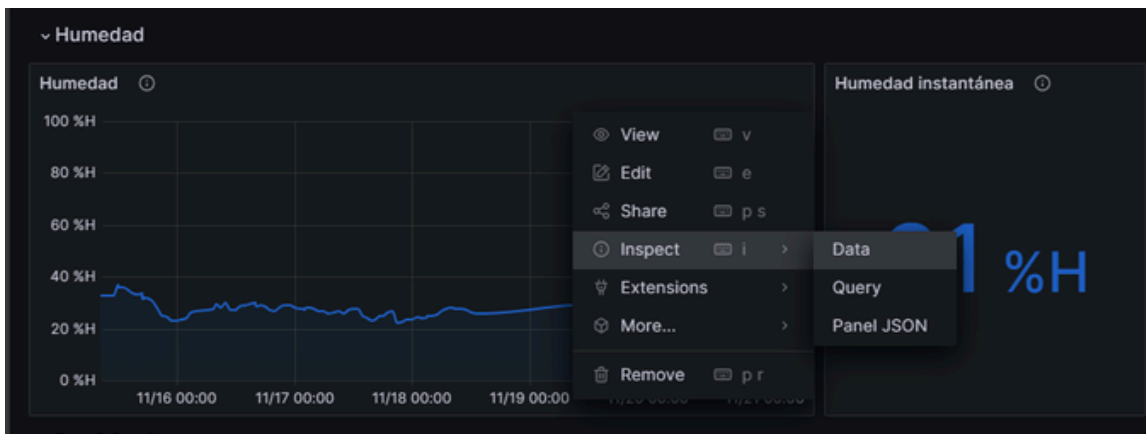 Humedad
Humedad
Humedad instantánea
100 %H
80 %H
60 %H
40 %H
20 %H
0 %H
11/16 00:00 11/17 00:00 11/18 00:00 11/19 00:00
View v
Edit e
Share p s
Inspect i
Extensions
More...
Remove p r
Data
Query
Panel JSON
%H